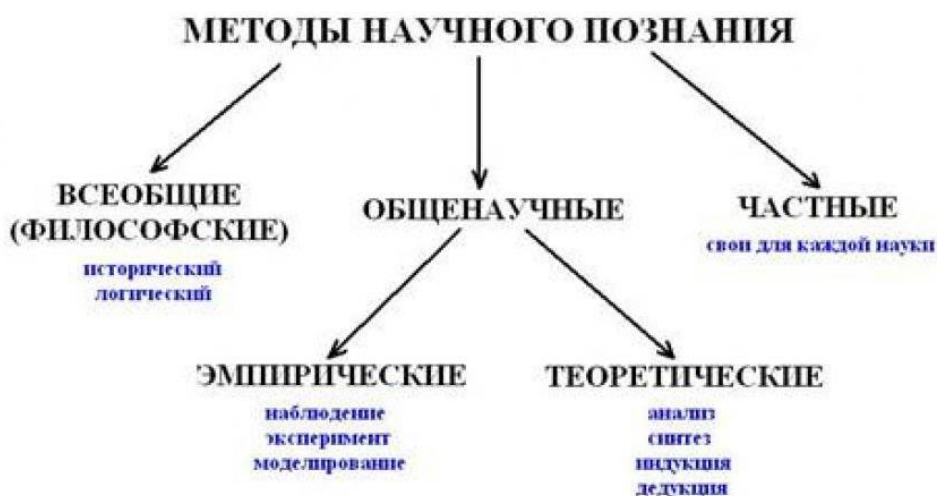 МЕТОДЫ НАУЧНОГО ПОЗНАНИЯ
ВСЕОБЩИЕ
(ФИЛОСОФСКИЕ)
исторический
логический
ОБЩЕНАУЧНЫЕ
ЧАСТНЫЕ
свои для каждой науки
ЭМПИРИЧЕСКИЕ
наблюдение
эксперимент
моделирование
ТЕОРЕТИЧЕСКИЕ
анализ
синтез
индукция
дедукция